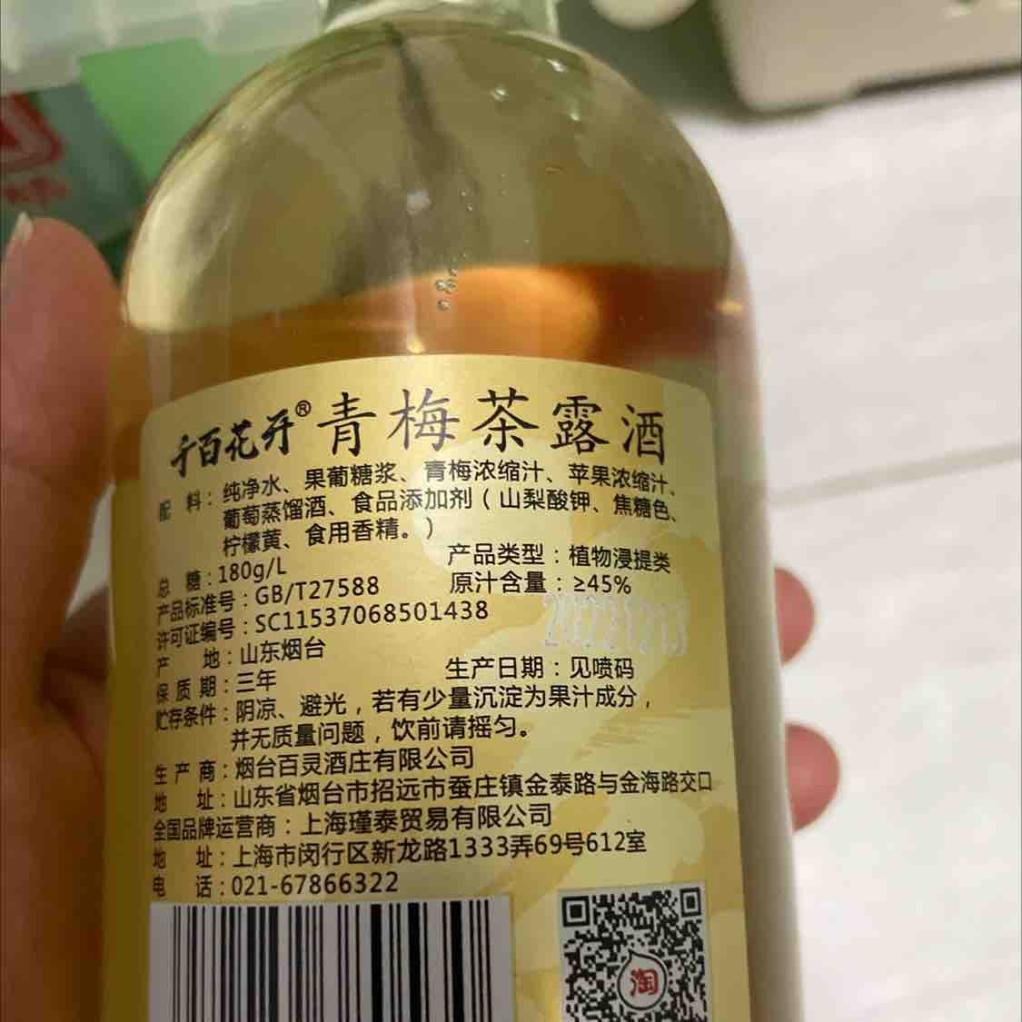 千百花开® 青梅茶露酒
配料：纯净水、果葡糖浆、青梅浓缩汁、苹果浓缩汁、
葡萄蒸馏酒、食品添加剂（山梨酸钾、焦糖色、
柠檬黄、食用香精。）
总糖：180g/L 产品类型：植物浸提类
产品标准号：GB/T27588 原汁含量：≥45%
许可证编号：SC11537068501438
产地：山东烟台 生产日期：见喷码
保质期：三年
贮存条件：阴凉、避光，若有少量沉淀为果汁成分，
并无质量问题，饮前请摇匀。
生产商：烟台百灵酒庄有限公司
地址：山东省烟台市招远市蚕庄镇金泰路与金海路交口
全国品牌运营商：上海瑾泰贸易有限公司
地址：上海市闵行区新龙路1333弄69号612室
电话：021-67866322
淘